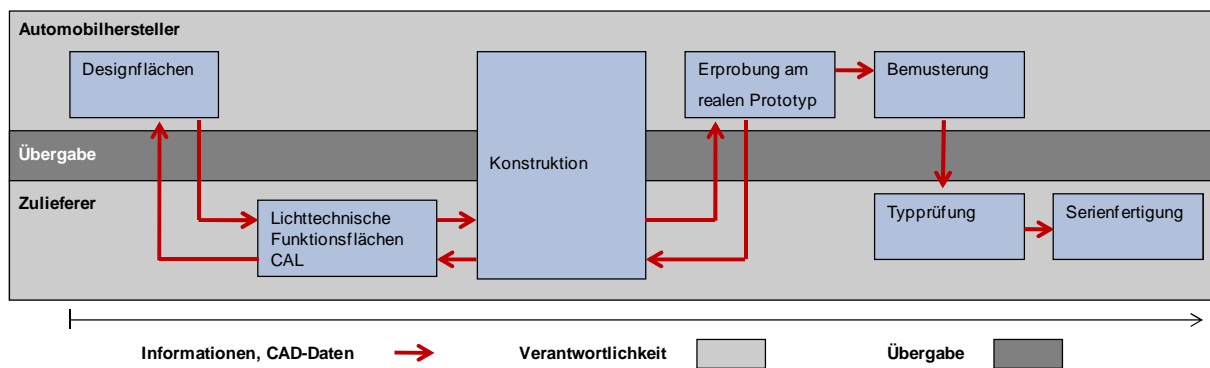 Automobilhersteller
Designflächen
Erprobung am
realen Prototyp
Bemusterung
Übergabe
Konstruktion
Zulieferer
Lichttechnische
Funktionsflächen
CAL
Typprüfung
Serienfertigung
Informationen, CAD-Daten
Verantwortlichkeit
Übergabe